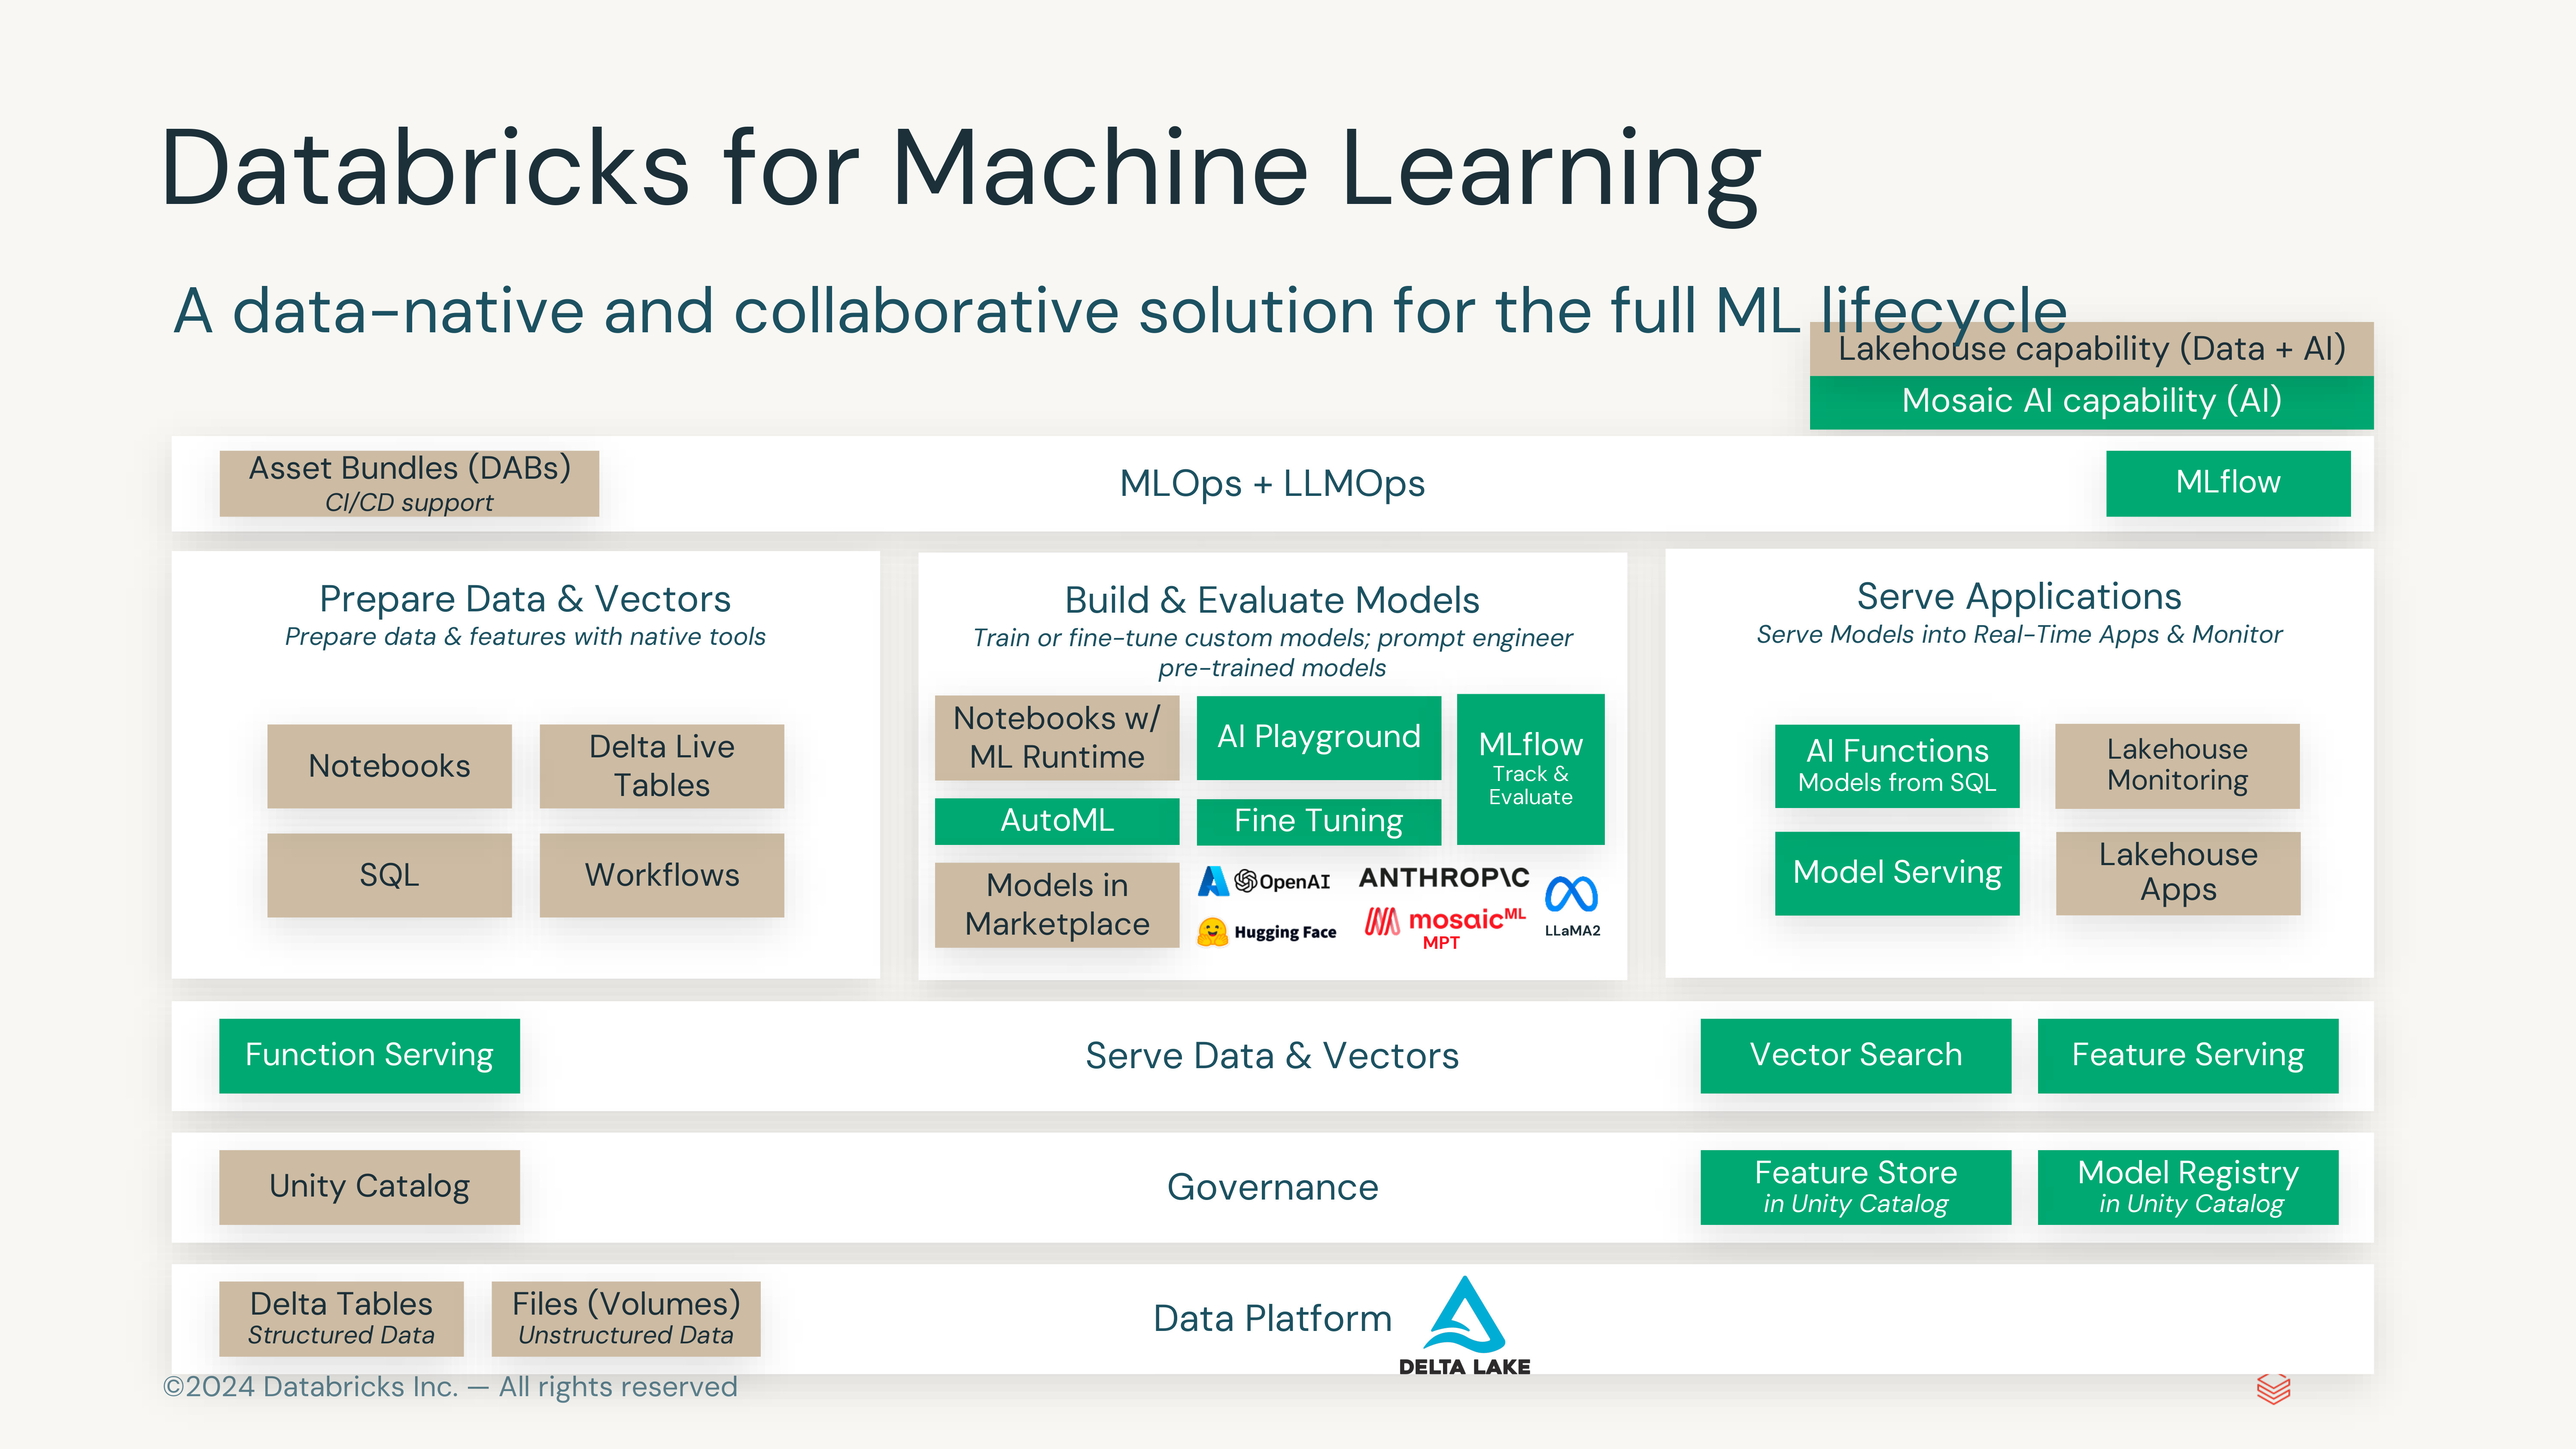 Databricks for Machine Learning
A data-native and collaborative solution for the full ML lifecycle
Lakehouse capability (Data + AI)
Mosaic AI capability (AI)
Asset Bundles (DABs)
CI/CD support
MLOps + LLMOps
MLflow
Prepare Data & Vectors
Prepare data & features with native tools
Notebooks
Delta Live
Tables
SQL
Workflows
Build & Evaluate Models
Train or fine-tune custom models; prompt engineer
pre-trained models
Notebooks w/
ML Runtime
AI Playground
MLflow
Track &
Evaluate
AutoML
Fine Tuning
Models in
Marketplace
OpenAI
ANTHROP\C
Hugging Face
mosaicML
MPT
LLaMA2
Serve Applications
Serve Models into Real-Time Apps & Monitor
AI Functions
Models from SQL
Lakehouse
Monitoring
Model Serving
Lakehouse
Apps
Function Serving
Serve Data & Vectors
Vector Search
Feature Serving
Unity Catalog
Governance
Feature Store
in Unity Catalog
Model Registry
in Unity Catalog
Delta Tables
Structured Data
Files (Volumes)
Unstructured Data
Data Platform
DELTA LAKE
©2024 Databricks Inc. — All rights reserved